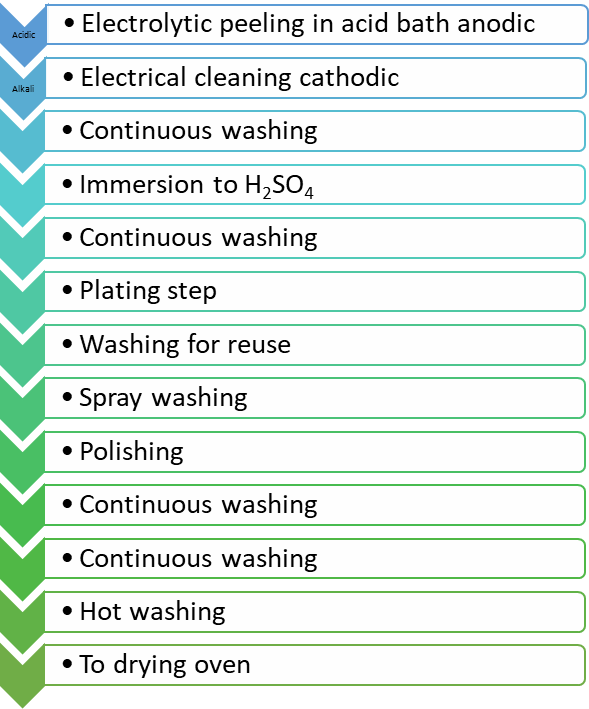 Acidic
• Electrolytic peeling in acid bath anodic
Alkali
• Electrical cleaning cathodic
• Continuous washing
• Immersion to H₂SO₄
• Continuous washing
• Plating step
• Washing for reuse
• Spray washing
• Polishing
• Continuous washing
• Continuous washing
• Hot washing
• To drying oven